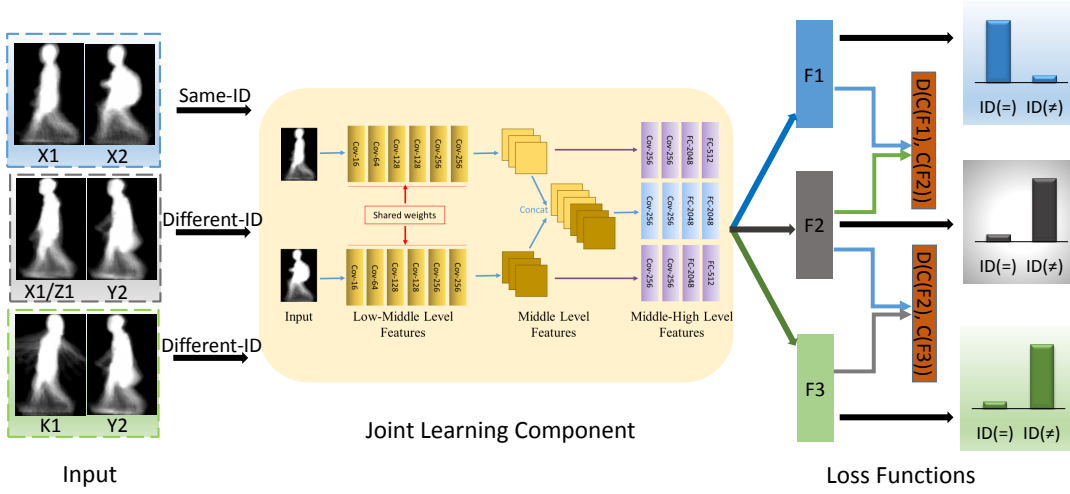 X1 X2
Same-ID
X1/Z1 Y2
Different-ID
K1 Y2
Different-ID
Input
Cov-16 Cov-64 Cov-128 Cov-128 Cov-256 Cov-256
Shared weights
Cov-16 Cov-64 Cov-128 Cov-128 Cov-256 Cov-256
Concat
Cov-256 Cov-256 FC-2048 FC-512
Cov-256 Cov-256 FC-2048 FC-2048
Cov-256 Cov-256 FC-2048 FC-512
Input
Low-Middle Level
Features
Middle Level
Features
Middle-High Level
Features
Joint Learning Component
F1
F2
F3
D(C(F1), C(F2))
D(C(F2), C(F3))
ID(=) ID(≠)
ID(=) ID(≠)
ID(=) ID(≠)
Loss Functions